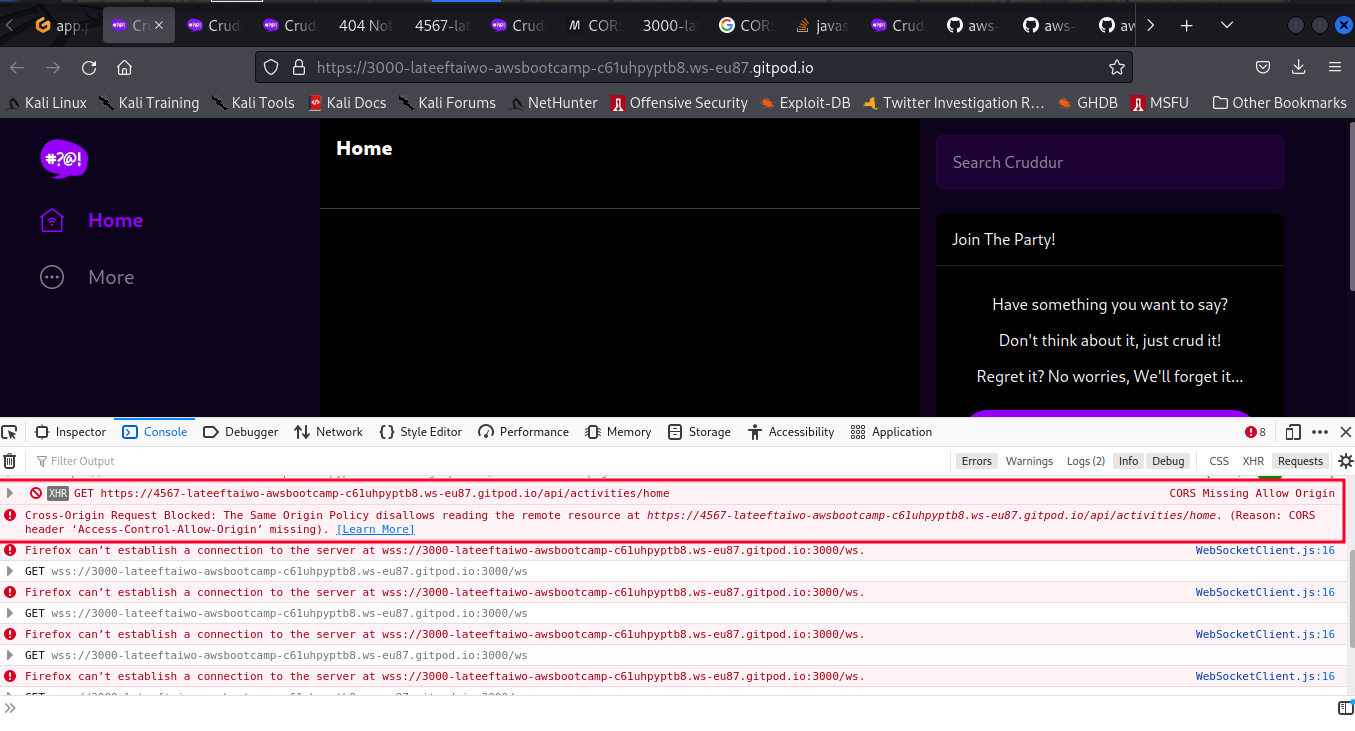 app.p
Cru
Crudd
Crudd
404 Not
4567-lat
Crudd
CORS
3000-la
CORS
javas
Crudd
aws-
aws-
aw
https://3000-lateeftaiwo-awsbootcamp-c61uhpyptb8.ws-eu87.gitpod.io
Kali Linux Kali Training Kali Tools Kali Docs Kali Forums NetHunter Offensive Security Exploit-DB Twitter Investigation R... GHDB MSFU Other Bookmarks
#?@!
Home
More
Home
Search Cruddur
Join The Party!
Have something you want to say?
Don't think about it, just crud it!
Regret it? No worries, We'll forget it...
Inspector Console Debugger Network Style Editor Performance Memory Storage Accessibility Application 8
Filter Output Errors Warnings Logs (2) Info Debug CSS XHR Requests
XHR GET https://4567-lateeftaiwo-awsbootcamp-c61uhpyptb8.ws-eu87.gitpod.io/api/activities/home CORS Missing Allow Origin
Cross-Origin Request Blocked: The Same Origin Policy disallows reading the remote resource at https://4567-lateeftaiwo-awsbootcamp-c61uhpyptb8.ws-eu87.gitpod.io/api/activities/home. (Reason: CORS
header ‘Access-Control-Allow-Origin’ missing). [Learn More]
Firefox can’t establish a connection to the server at wss://3000-lateeftaiwo-awsbootcamp-c61uhpyptb8.ws-eu87.gitpod.io:3000/ws. WebSocketClient.js:16
GET wss://3000-lateeftaiwo-awsbootcamp-c61uhpyptb8.ws-eu87.gitpod.io:3000/ws
Firefox can’t establish a connection to the server at wss://3000-lateeftaiwo-awsbootcamp-c61uhpyptb8.ws-eu87.gitpod.io:3000/ws. WebSocketClient.js:16
GET wss://3000-lateeftaiwo-awsbootcamp-c61uhpyptb8.ws-eu87.gitpod.io:3000/ws
Firefox can’t establish a connection to the server at wss://3000-lateeftaiwo-awsbootcamp-c61uhpyptb8.ws-eu87.gitpod.io:3000/ws. WebSocketClient.js:16
GET wss://3000-lateeftaiwo-awsbootcamp-c61uhpyptb8.ws-eu87.gitpod.io:3000/ws
Firefox can’t establish a connection to the server at wss://3000-lateeftaiwo-awsbootcamp-c61uhpyptb8.ws-eu87.gitpod.io:3000/ws. WebSocketClient.js:16